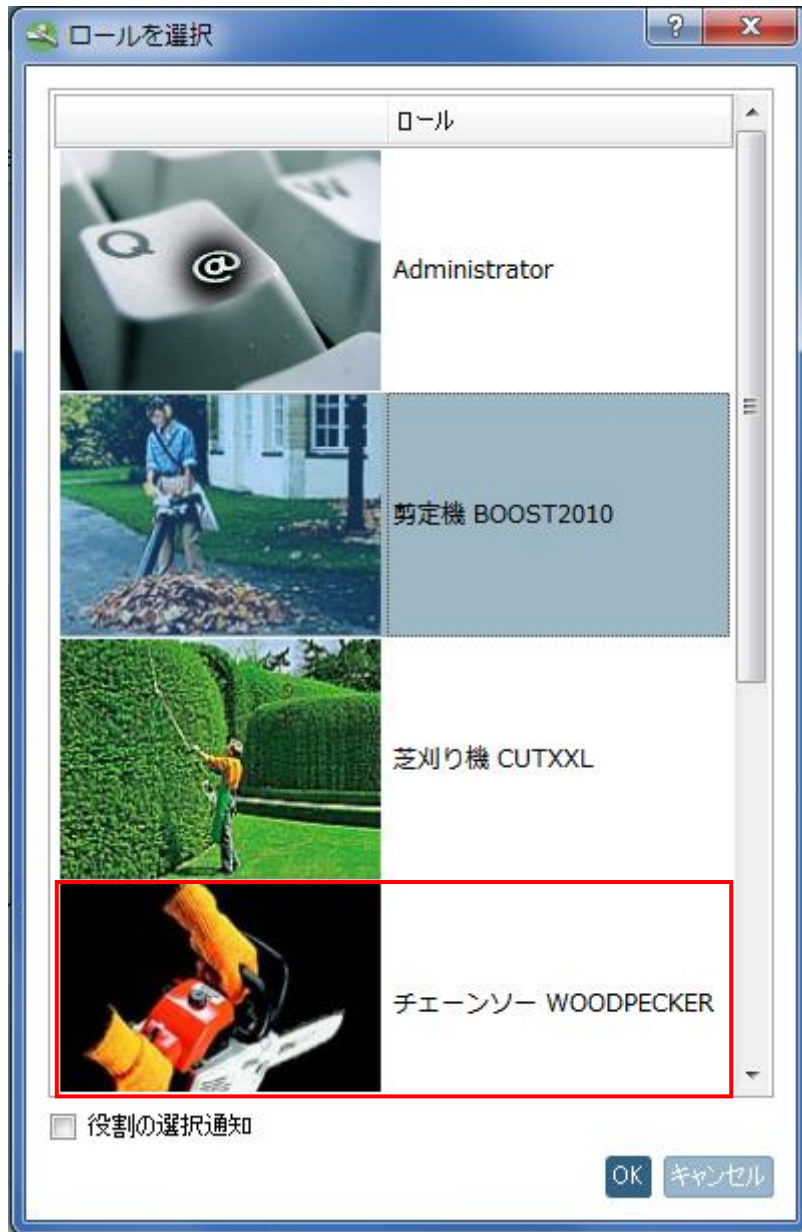 ロールを選択
?
ロール
Q
W
@
Administrator
剪定機 BOOST2010
芝刈り機 CUTXXL
チェーンソー WOODPECKER
役割の選択通知
OK キャンセル